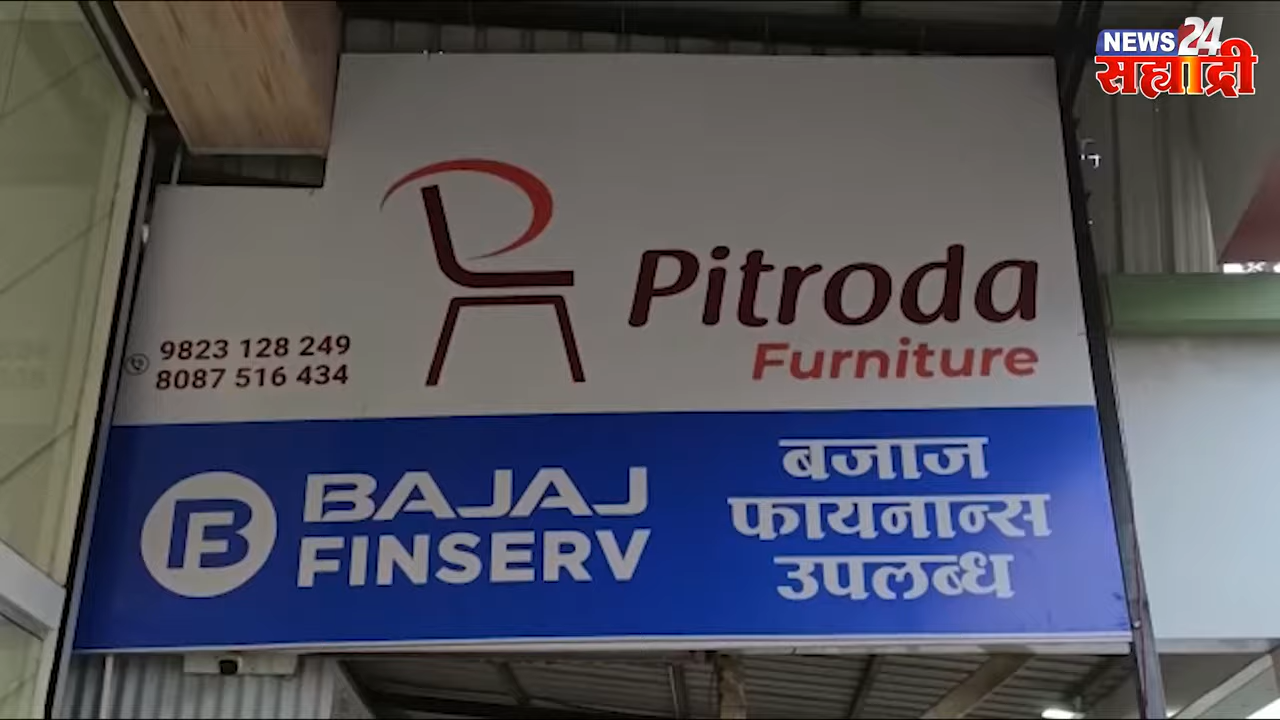 NEWS 24
सह्याद्री
Pitroda
Furniture
9823 128 249
8087 516 434
BAJAJ
FINSERV
बजाज
फायनान्स
उपलब्ध